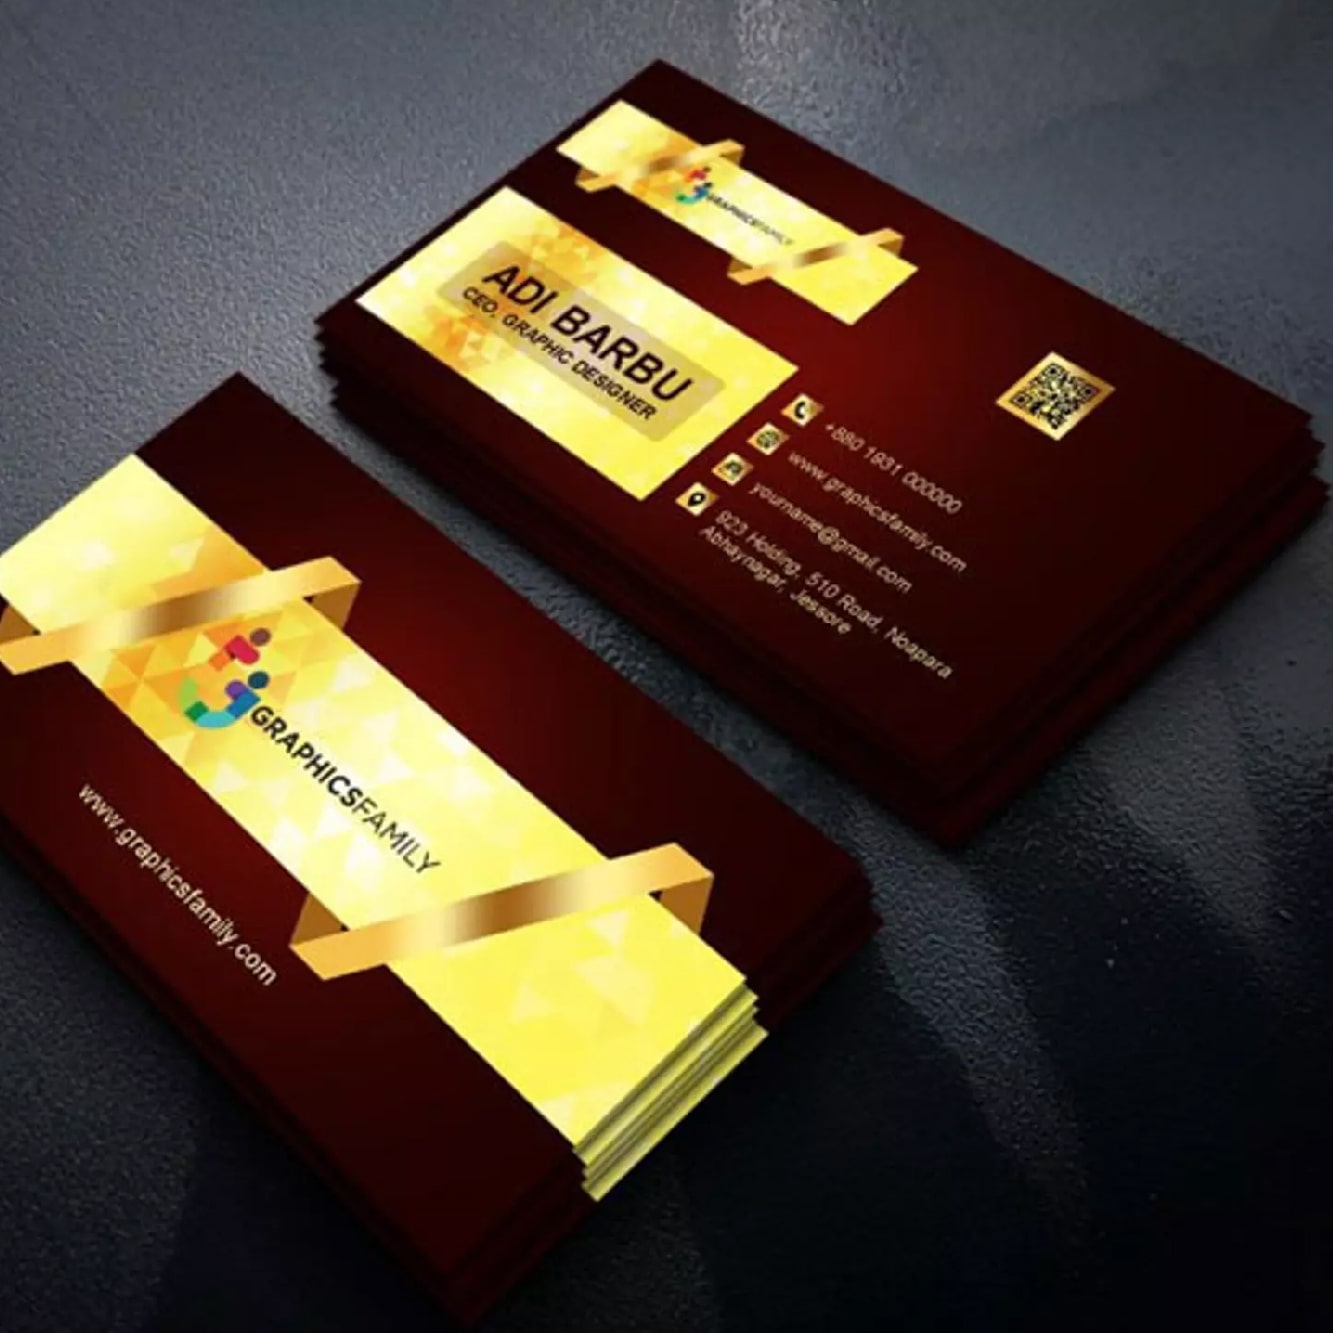 GRAPHICSFAMILY
ADI BARBU
CEO, GRAPHIC DESIGNER
+880 1931 000000
www.graphicsfamily.com
yourname@gmail.com
923 Holding, 510 Road, Noapara
Abhaynagar, Jessore
GRAPHICSFAMILY
www.graphicsfamily.com